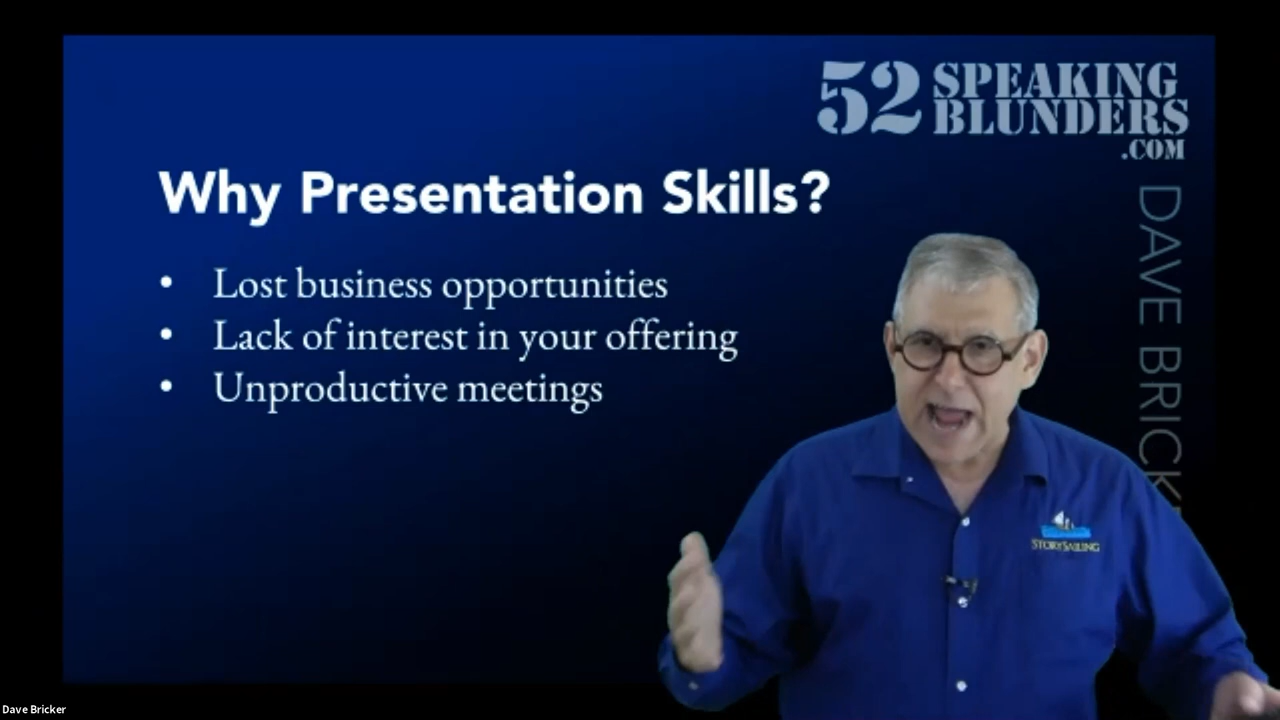 52 SPEAKING
BLUNDERS
.COM
Why Presentation Skills?
• Lost business opportunities
• Lack of interest in your offering
• Unproductive meetings
DAVE BRICK
STORYSAILING
Dave Bricker